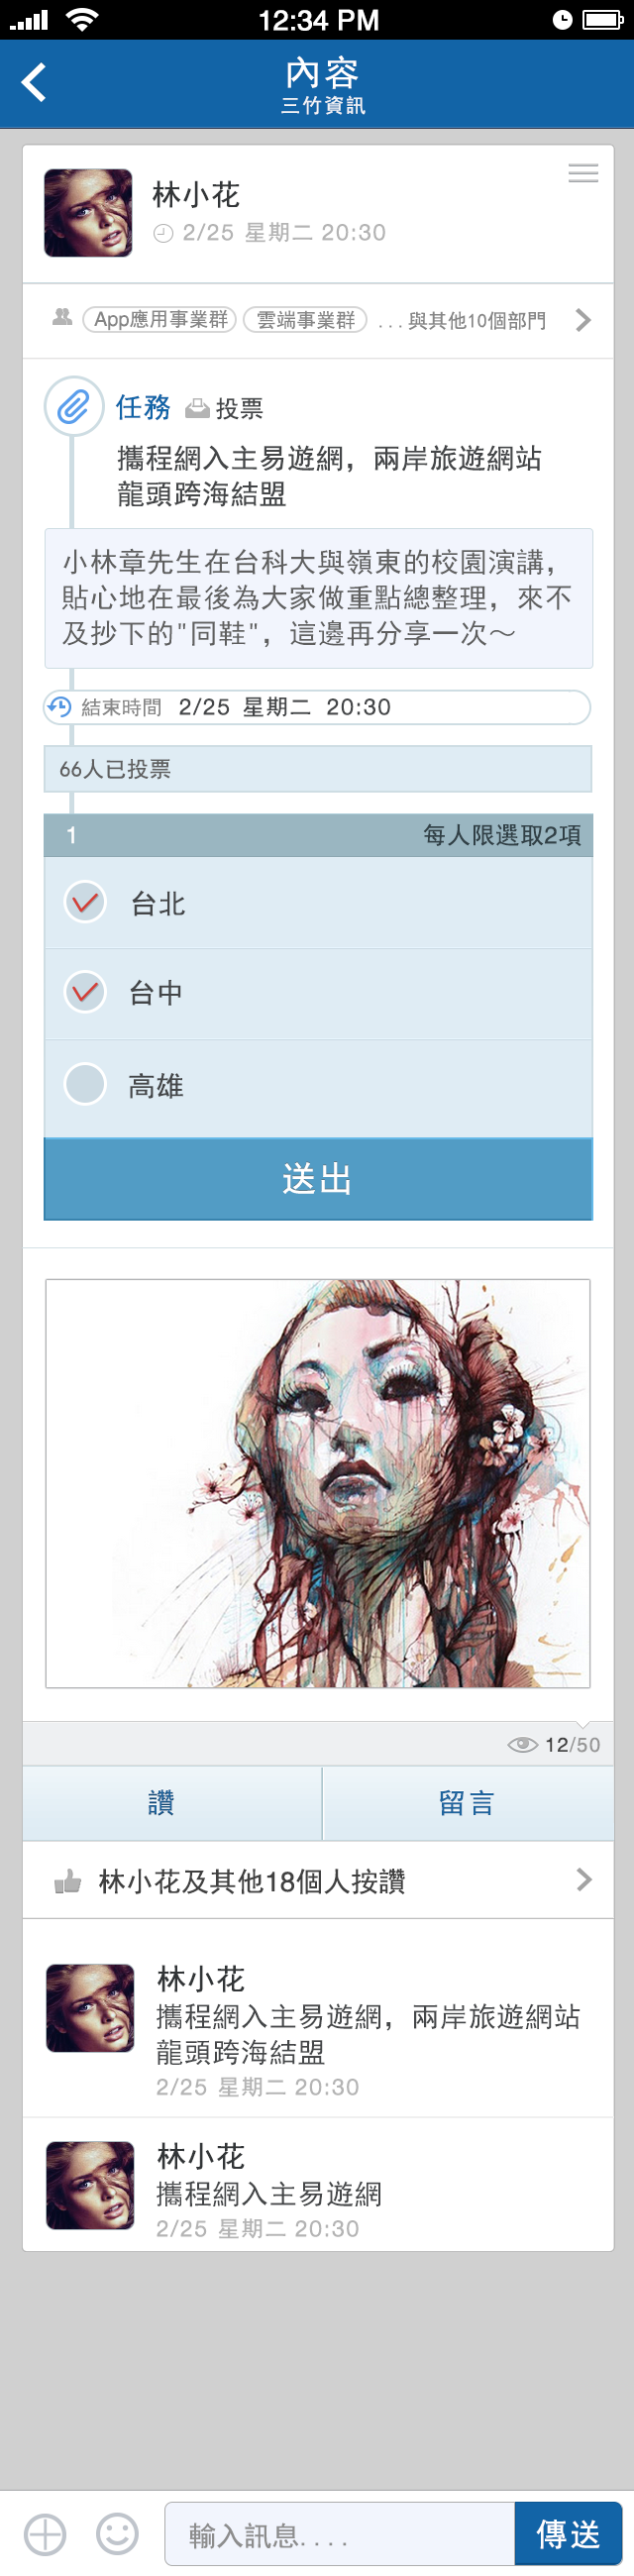 12:34 PM
內容
三竹資訊
林小花
2/25 星期二 20:30
App應用事業群 雲端事業群 ...與其他10個部門
任務 投票
攜程網入主易遊網，兩岸旅遊網站
龍頭跨海結盟
小林章先生在台科大與嶺東的校園演講，
貼心地在最後為大家做重點總整理，來不
及抄下的"同鞋"，這邊再分享一次～
結束時間 2/25 星期二 20:30
66人已投票
1 每人限選取2項
台北
台中
高雄
送出
12/50
讚 留言
林小花及其他18個人按讚
林小花
攜程網入主易遊網，兩岸旅遊網站
龍頭跨海結盟
2/25 星期二 20:30
林小花
攜程網入主易遊網
2/25 星期二 20:30
輸入訊息.... 傳送